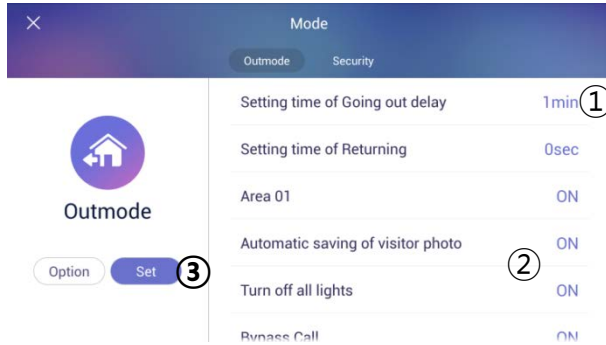 Mode
Outmode Security
Setting time of Going out delay 1min ①
Setting time of Returning 0sec
Area 01 ON
Outmode
Automatic saving of visitor photo ON
②
Option Set ③
Turn off all lights ON
Bypass Call ON